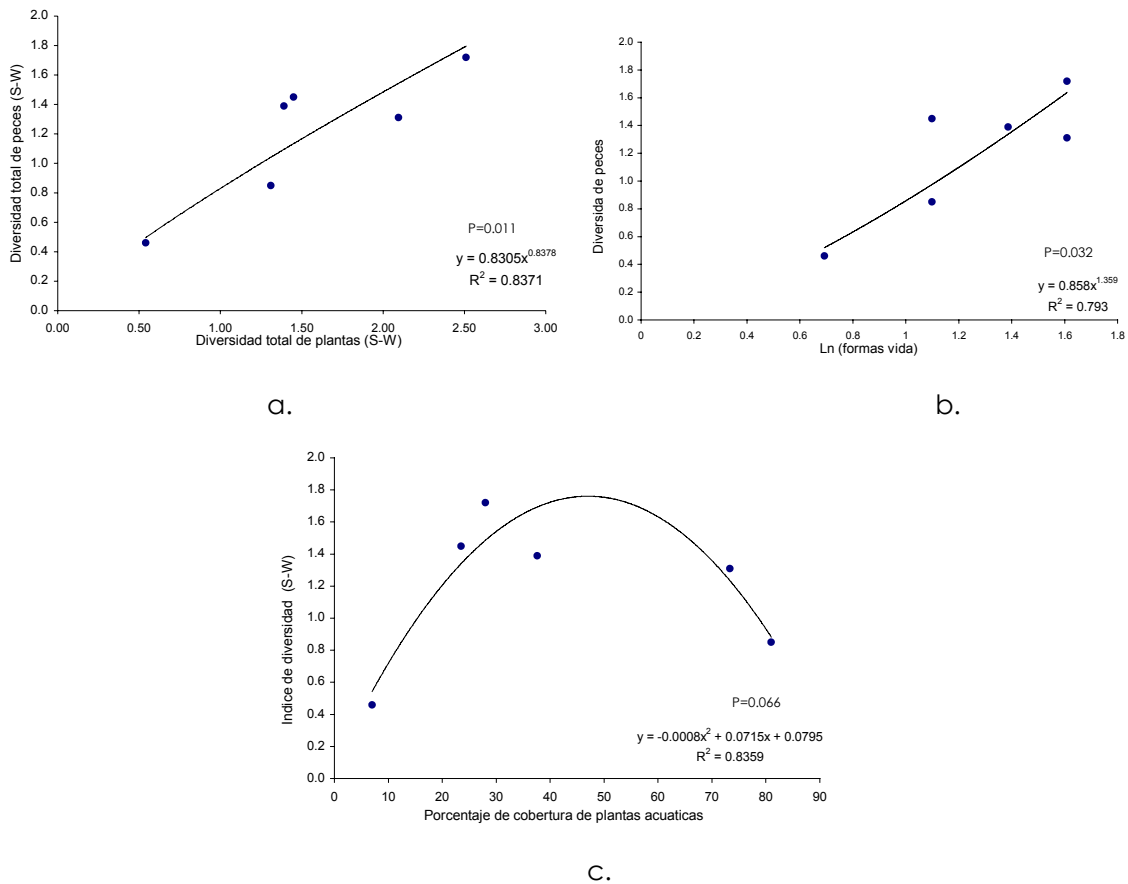 2.0
1.8
1.6
1.4
1.2
1.0
0.8
0.6
0.4
0.2
0.0
Diversidad total de peces (S-W)
P=0.011
y = 0.8305x^0.8378
R² = 0.8371
0.00 0.50 1.00 1.50 2.00 2.50 3.00
Diversidad total de plantas (S-W)
a.
2.0
1.8
1.6
1.4
1.2
1.0
0.8
0.6
0.4
0.2
0.0
Diversida de peces
P=0.032
y = 0.858x^1.359
R² = 0.793
0 0.2 0.4 0.6 0.8 1 1.2 1.4 1.6 1.8
Ln (formas vida)
b.
2.0
1.8
1.6
1.4
1.2
1.0
0.8
0.6
0.4
0.2
0.0
Indice de diversidad (S-W)
P=0.066
y = -0.0008x² + 0.0715x + 0.0795
R² = 0.8359
0 10 20 30 40 50 60 70 80 90
Porcentaje de cobertura de plantas acuaticas
c.